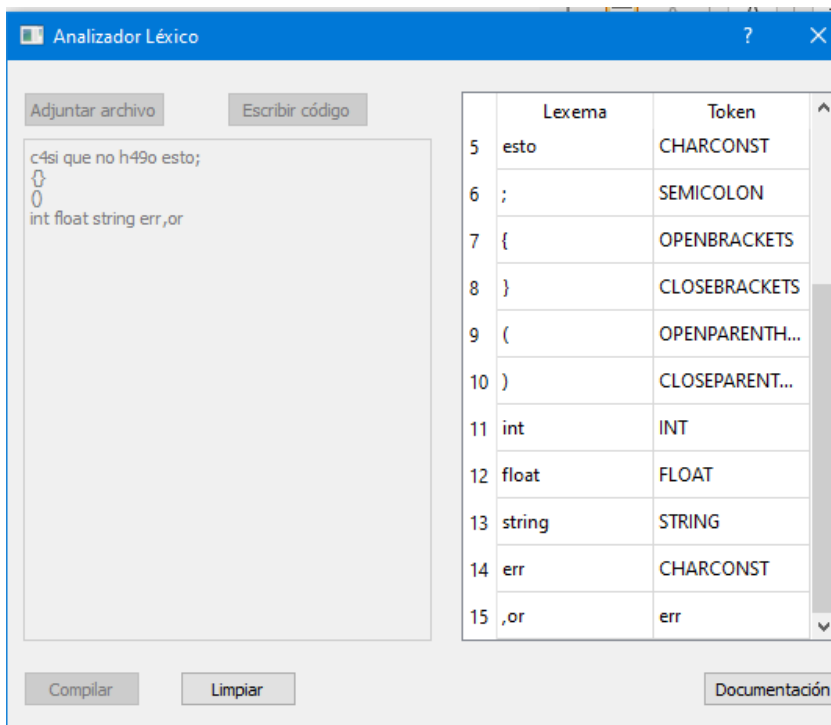 Analizador Léxico ?
Adjuntar archivo Escribir código
c4si que no h49o esto;
{}
()
int float string err,or
Lexema Token
5 esto CHARCONST
6 ; SEMICOLON
7 { OPENBRACKETS
8 } CLOSEBRACKETS
9 ( OPENPARENTH...
10 ) CLOSEPARENT...
11 int INT
12 float FLOAT
13 string STRING
14 err CHARCONST
15 ,or err
Compilar Limpiar Documentación